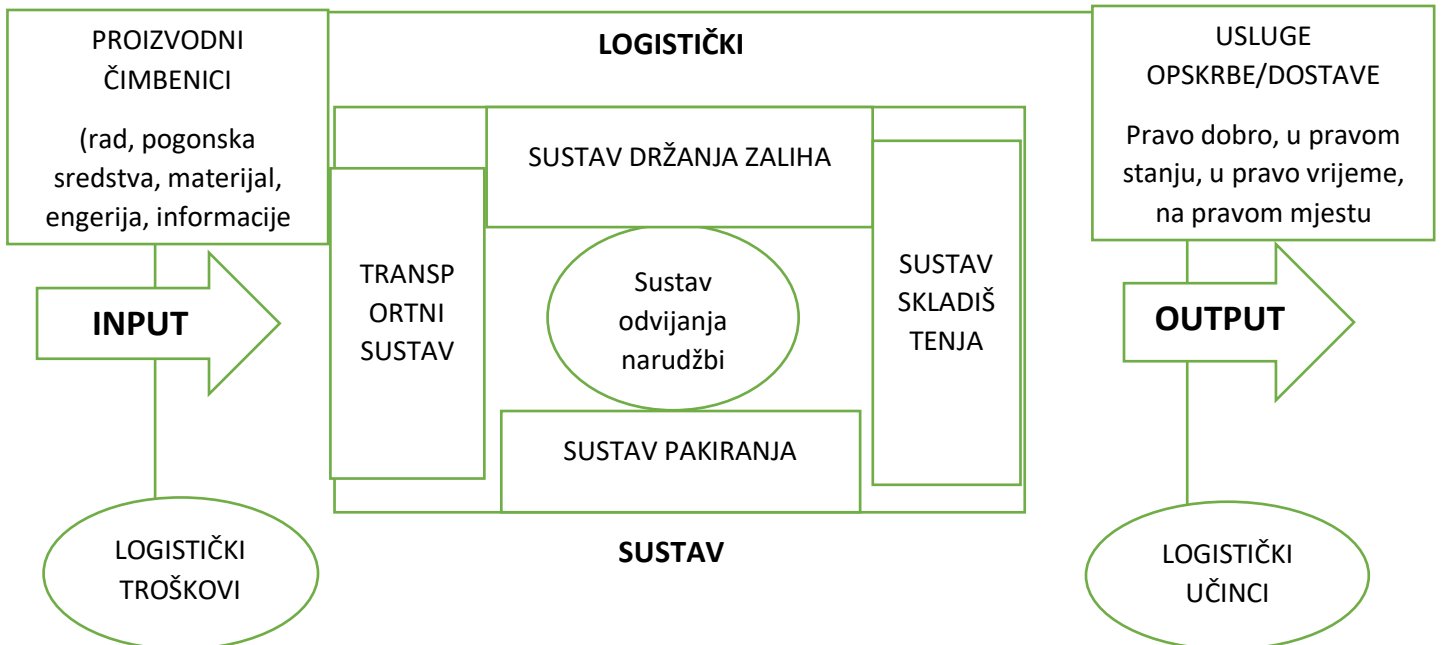 PROIZVODNI
ČIMBENICI
(rad, pogonska
sredstva, materijal,
engerija, informacije
INPUT
LOGISTIČKI
TROŠKOVI
LOGISTIČKI
SUSTAV DRŽANJA ZALIHA
TRANSP
ORTNI
SUSTAV
Sustav
odvijanja
narudžbi
SUSTAV
SKLADIŠ
TENJA
SUSTAV PAKIRANJA
SUSTAV
USLUGE
OPSKRBE/DOSTAVE
Pravo dobro, u pravom
stanju, u pravo vrijeme,
na pravom mjestu
OUTPUT
LOGISTIČKI
UČINCI